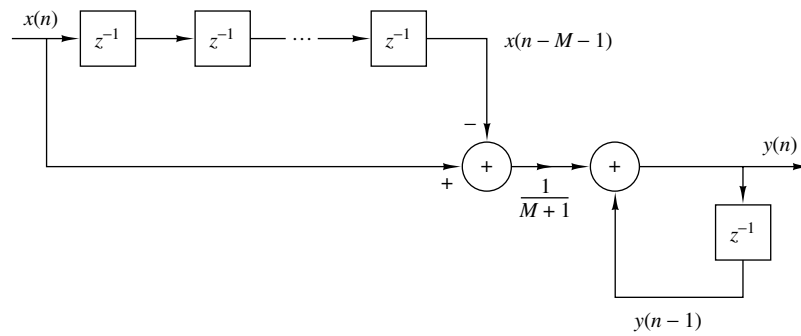 x(n)
z⁻¹
z⁻¹
...
z⁻¹
x(n − M − 1)
−
+
+
+
1
M + 1
y(n)
z⁻¹
y(n − 1)